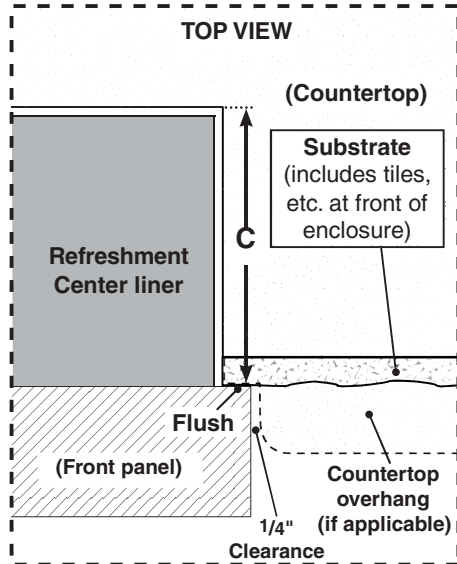 TOP VIEW
(Countertop)
Substrate
(includes tiles,
etc. at front of
enclosure)
C
Refreshment
Center liner
Flush
(Front panel)
Countertop
overhang
(if applicable)
1/4"
Clearance